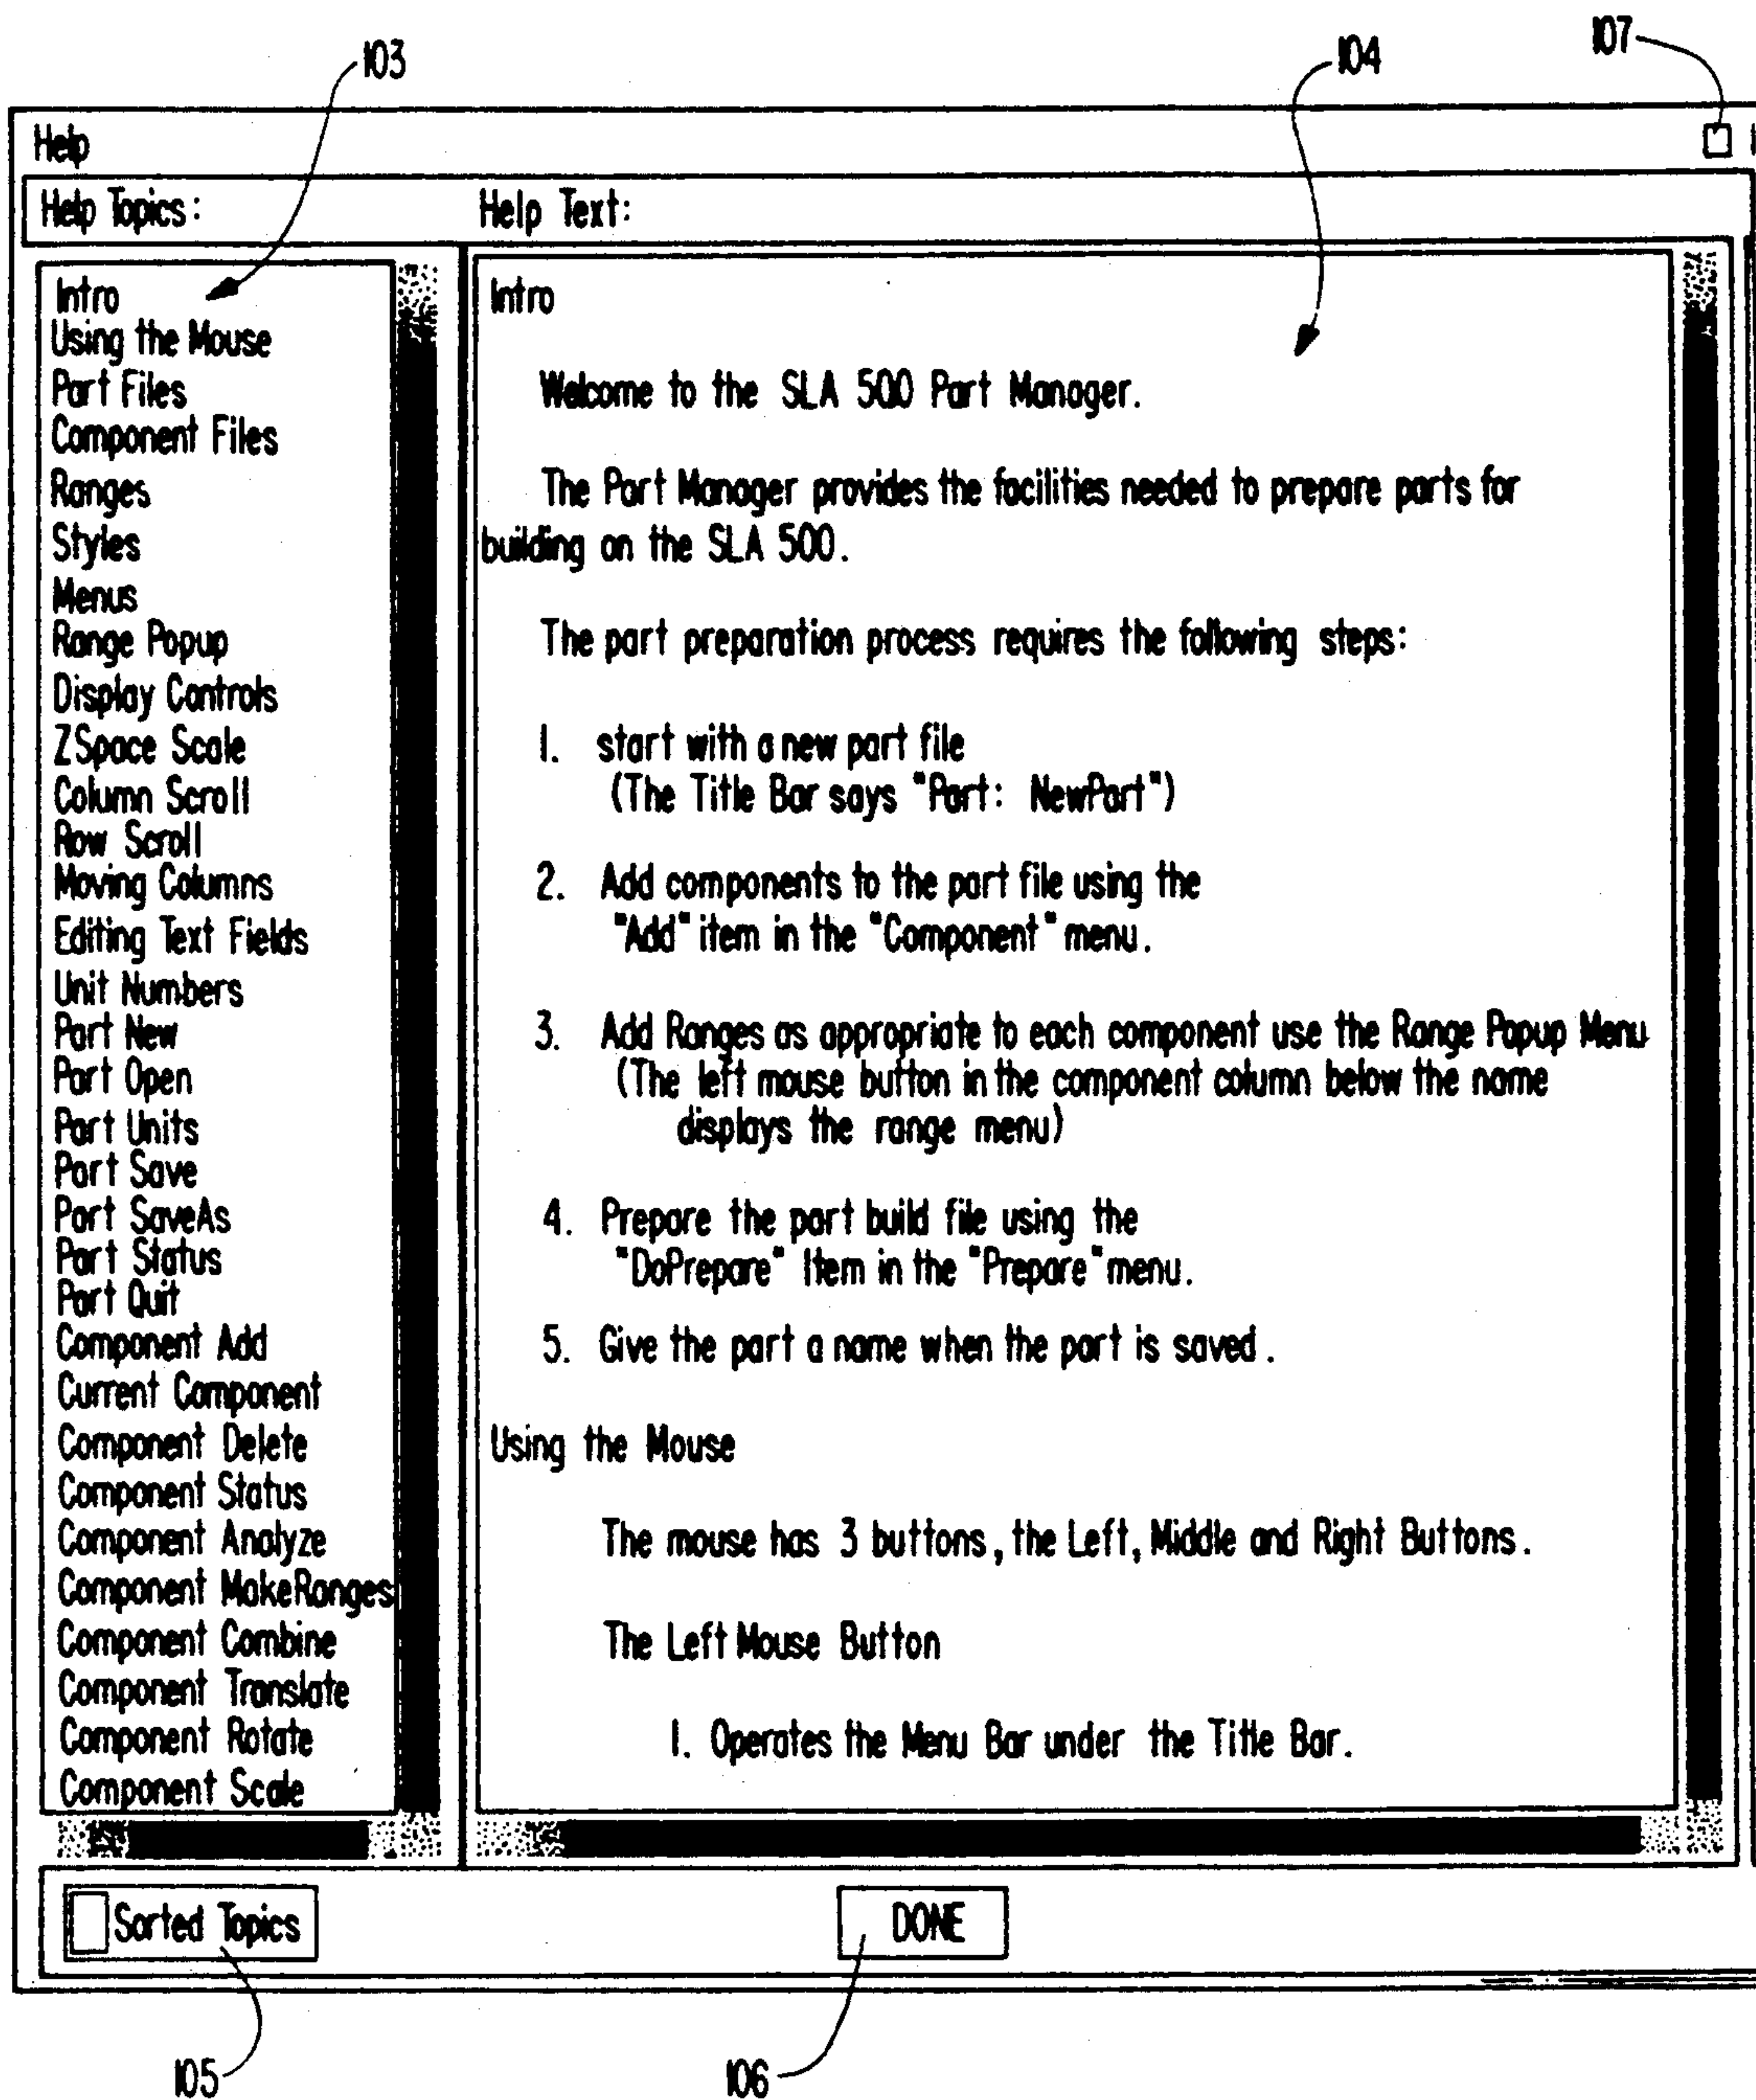 103
104
107
Help
Help Topics:
Help Text:
Intro
Using the Mouse
Part Files
Component Files
Ranges
Styles
Menus
Range Popup
Display Controls
ZSpace Scale
Column Scroll
Row Scroll
Moving Columns
Editing Text Fields
Unit Numbers
Part New
Part Open
Part Units
Part Save
Part SaveAs
Part Status
Part Quit
Component Add
Current Component
Component Delete
Component Status
Component Analyze
Component MakeRanges
Component Combine
Component Translate
Component Rotate
Component Scale
Intro
Welcome to the SLA 500 Part Manager.
The Part Manager provides the facilities needed to prepare parts for
building on the SLA 500.
The part preparation process requires the following steps:
1. start with a new part file
(The Title Bar says "Part: NewPart")
2. Add components to the part file using the
"Add" item in the "Component" menu.
3. Add Ranges as appropriate to each component use the Range Popup Menu
(The left mouse button in the component column below the name
displays the range menu)
4. Prepare the part build file using the
"DoPrepare" Item in the "Prepare" menu.
5. Give the part a name when the part is saved.
Using the Mouse
The mouse has 3 buttons, the Left, Middle and Right Buttons.
The Left Mouse Button
1. Operates the Menu Bar under the Title Bar.
Sorted Topics
DONE
105
106